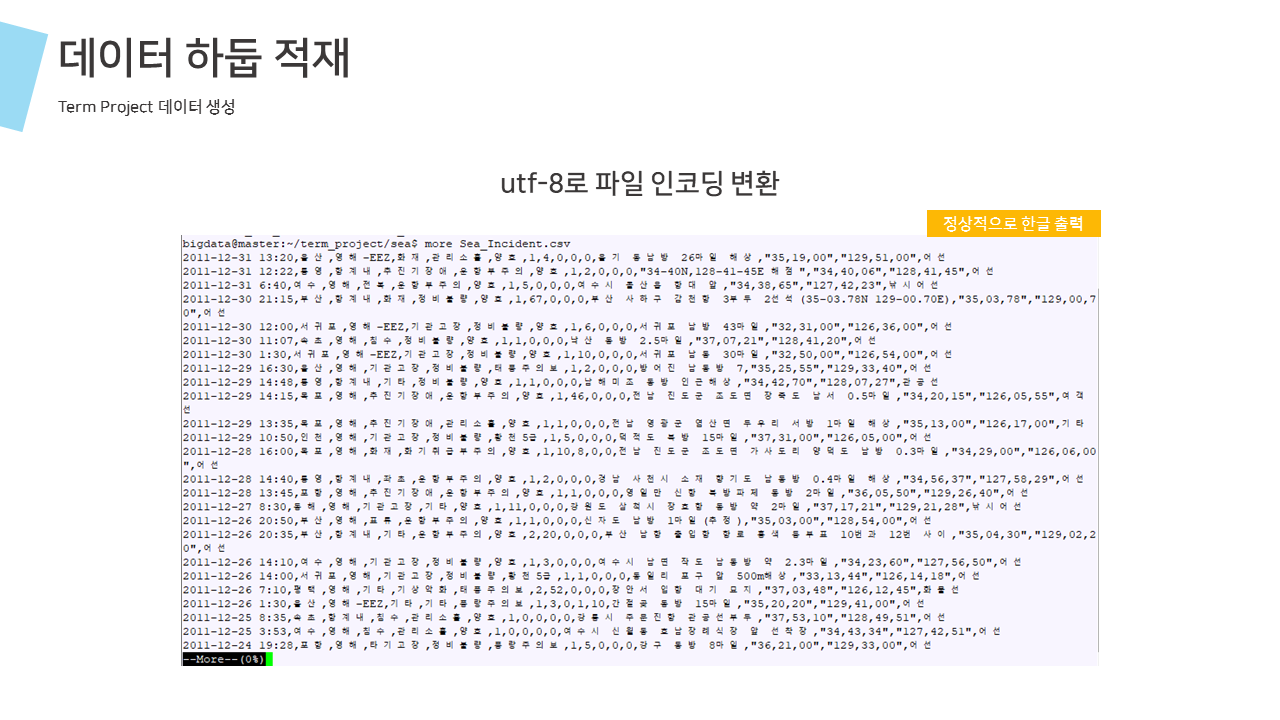 데이터 하둡 적재
Term Project 데이터 생성
utf-8로 파일 인코딩 변환
정상적으로 한글 출력
bigdata@master:~/term_project/sea$ more Sea_Incident.csv
2011-12-31 13:20,울산,영해-EEZ,화재,관리소홀,양호,1,4,0,0,0,울기 동남방 26마일 해상,"35,19,00","129,51,00",어선
2011-12-31 12:22,통영,항계내,추진기장애,운항부주의,양호,1,2,0,0,0,"34-40N,128-41-45E 해점","34,40,06","128,41,45",어선
2011-12-31 6:40,여수,영해,전복,운항부주의,양호,1,5,0,0,0,여수시 돌산읍 항대 앞,"34,38,65","127,42,23",낚시어선
2011-12-30 21:15,부산,항계내,화재,정비불량,양호,1,67,0,0,0,부산 사하구 감천항 3부두 2선석(35-03.78N 129-00.70E),"35,03,78","129,00,7
0",어선
2011-12-30 12:00,서귀포,영해-EEZ,기관고장,정비불량,양호,1,6,0,0,0,서귀포 남방 43마일,"32,31,00","126,36,00",어선
2011-12-30 11:07,속초,영해,침수,정비불량,양호,1,1,0,0,0,낙산 동방 2.5마일,"37,07,21","128,41,20",어선
2011-12-30 1:30,서귀포,영해-EEZ,기관고장,정비불량,양호,1,10,0,0,0,서귀포 남동 30마일,"32,50,00","126,54,00",어선
2011-12-29 16:30,울산,영해,기관고장,정비불량,태풍주의보,1,2,0,0,0,방어진 남동방 7,"35,25,55","129,33,40",어선
2011-12-29 14:48,통영,항계내,기타,정비불량,양호,1,1,0,0,0,남해미조 동방 인근해상,"34,42,70","128,07,27",관공선
2011-12-29 14:15,목포,영해,추진기장애,운항부주의,양호,1,46,0,0,0,전남 진도군 조도면 장죽도 남서 0.5마일,"34,20,15","126,05,55",여객
선
2011-12-29 13:35,목포,영해,추진기장애,관리소홀,양호,1,1,0,0,0,전남 영광군 염산면 두우리 서방 1마일 해상,"35,13,00","126,17,00",기타
2011-12-29 10:50,인천,영해,기관고장,정비불량,황천5급,1,5,0,0,0,덕적도 북방 15마일,"37,31,00","126,05,00",어선
2011-12-28 16:00,목포,영해,화재,화기취급부주의,양호,1,10,8,0,0,전남 진도군 조도면 가사도리 양덕도 남방 0.3마일,"34,29,00","126,06,00
",어선
2011-12-28 14:40,통영,항계내,좌초,운항부주의,양호,1,2,0,0,0,경남 사천시 소재 향기도 남동방 0.4마일 해상,"34,56,37","127,58,29",어선
2011-12-28 13:45,포항,영해,추진기장애,운항부주의,양호,1,1,0,0,0,영일만 신항 북방파제 동방 2마일,"36,05,50","129,26,40",어선
2011-12-27 8:30,동해,영해,기관고장,기타,양호,1,11,0,0,0,강원도 삼척시 장호항 동방 약 2마일,"37,17,21","129,21,28",낚시어선
2011-12-26 20:50,부산,영해,표류,운항부주의,양호,1,1,0,0,0,신자도 남방 1마일(추정),"35,03,00","128,54,00",어선
2011-12-26 20:35,부산,항계내,기타,운항부주의,양호,2,20,0,0,0,부산 남항 출입항 항로 홍색 등부표 10번과 12번 사이,"35,04,30","129,02,2
0",어선
2011-12-26 14:10,여수,영해,기관고장,정비불량,양호,1,3,0,0,0,여수시 남면 작도 남동방 약 2.3마일,"34,23,60","127,56,50",어선
2011-12-26 14:00,서귀포,영해,기관고장,정비불량,황천5급,1,1,0,0,0,동일리 포구 앞 500m해상,"33,13,44","126,14,18",어선
2011-12-26 7:10,평택,영해,기타,기상악화,태풍주의보,2,52,0,0,0,장안서 입항 대기 묘지,"37,03,48","126,12,45",화물선
2011-12-26 1:30,울산,영해-EEZ,기타,기타,풍랑주의보,1,3,0,1,10,간절곶 동방 15마일,"35,20,20","129,41,00",어선
2011-12-25 8:35,속초,항계내,침수,관리소홀,양호,1,0,0,0,0,강릉시 주문진항 관공선부두,"37,53,10","128,49,51",어선
2011-12-25 3:53,여수,영해,침수,관리소홀,양호,1,0,0,0,0,여수시 신월동 호남장례식장 앞 선착장,"34,43,34","127,42,51",어선
2011-12-24 19:28,포항,영해,타기고장,정비불량,풍랑주의보,1,5,0,0,0,강구 동방 8마일,"36,21,00","129,33,00",어선
--More--(0%)